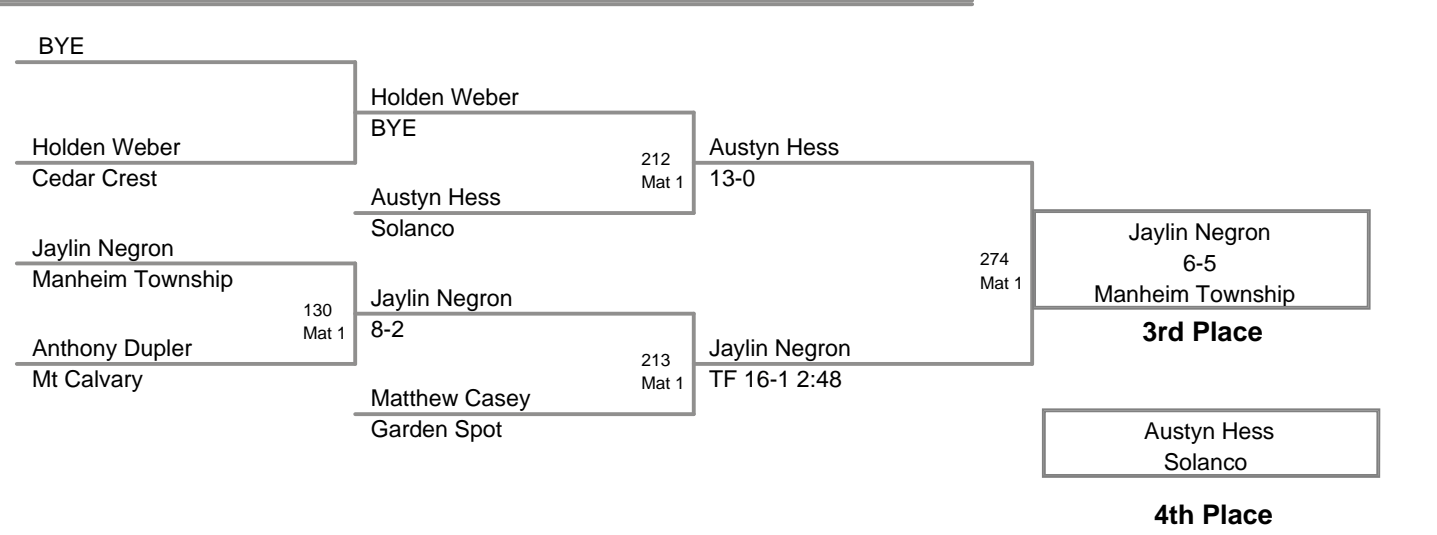 BYE
Holden Weber
BYE
Holden Weber
Cedar Crest
212
Mat 1
Austyn Hess
13-0
Austyn Hess
Solanco
Jaylin Negron
Manheim Township
130
Mat 1
Jaylin Negron
8-2
Anthony Dupler
Mt Calvary
213
Mat 1
Jaylin Negron
TF 16-1 2:48
Matthew Casey
Garden Spot
274
Mat 1
Jaylin Negron
6-5
Manheim Township
3rd Place
Austyn Hess
Solanco
4th Place